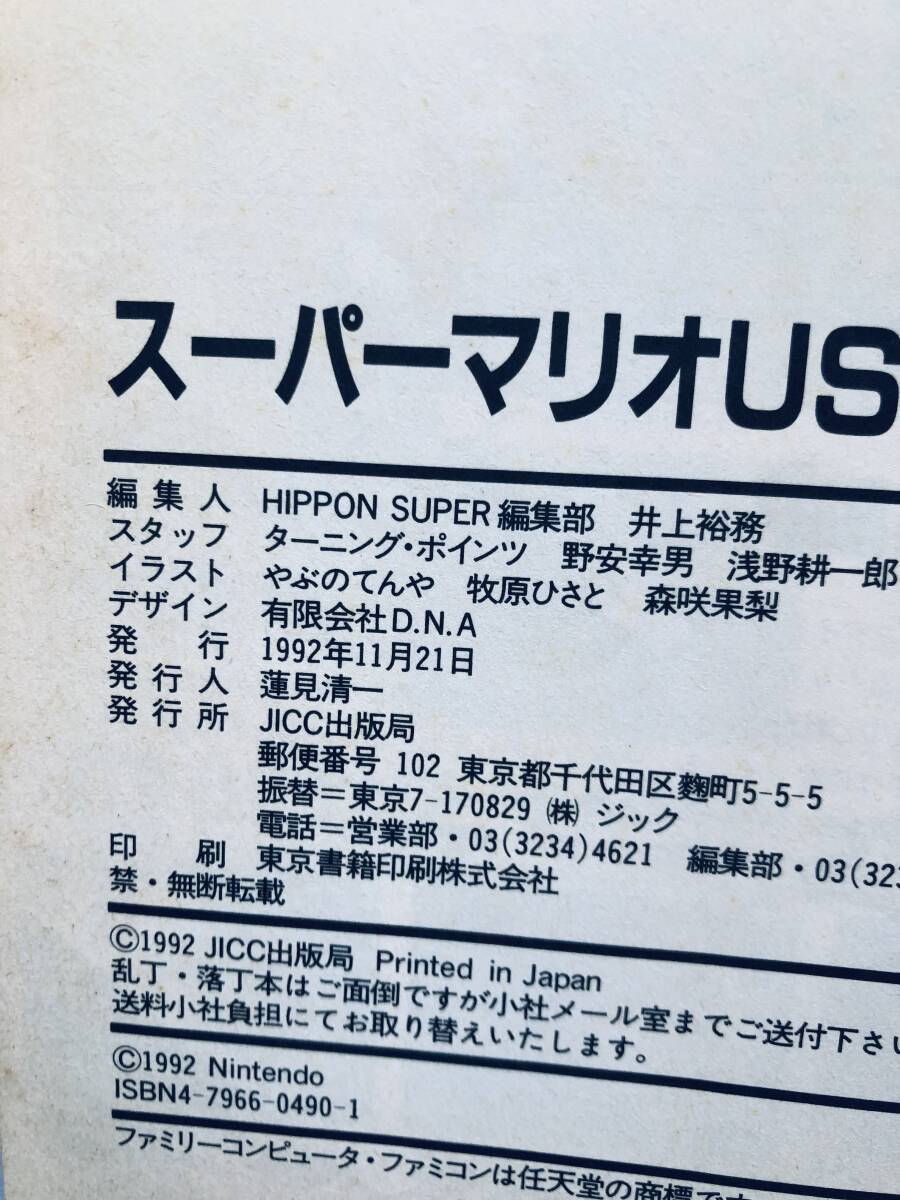 スーパーマリオUS
編集人 HIPPON SUPER編集部 井上裕務
スタッフ ターニング・ポインツ 野安幸男 浅野耕一郎
イラスト やぶのてんや 牧原ひさと 森咲果梨
デザイン 有限会社D.N.A
発行 1992年11月21日
発行人 蓮見清一
発行所 JICC出版局
郵便番号 102 東京都千代田区麴町5-5-5
振替=東京7-170829 ㈱ ジック
電話=営業部・03(3234)4621 編集部・03(323
印刷 東京書籍印刷株式会社
禁・無断転載
©1992 JICC出版局 Printed in Japan
乱丁・落丁本はご面倒ですが小社メール室までご送付下さい
送料小社負担にてお取り替えいたします。
©1992 Nintendo
ISBN4-7966-0490-1
ファミリーコンピュータ・ファミコンは任天堂の商標です